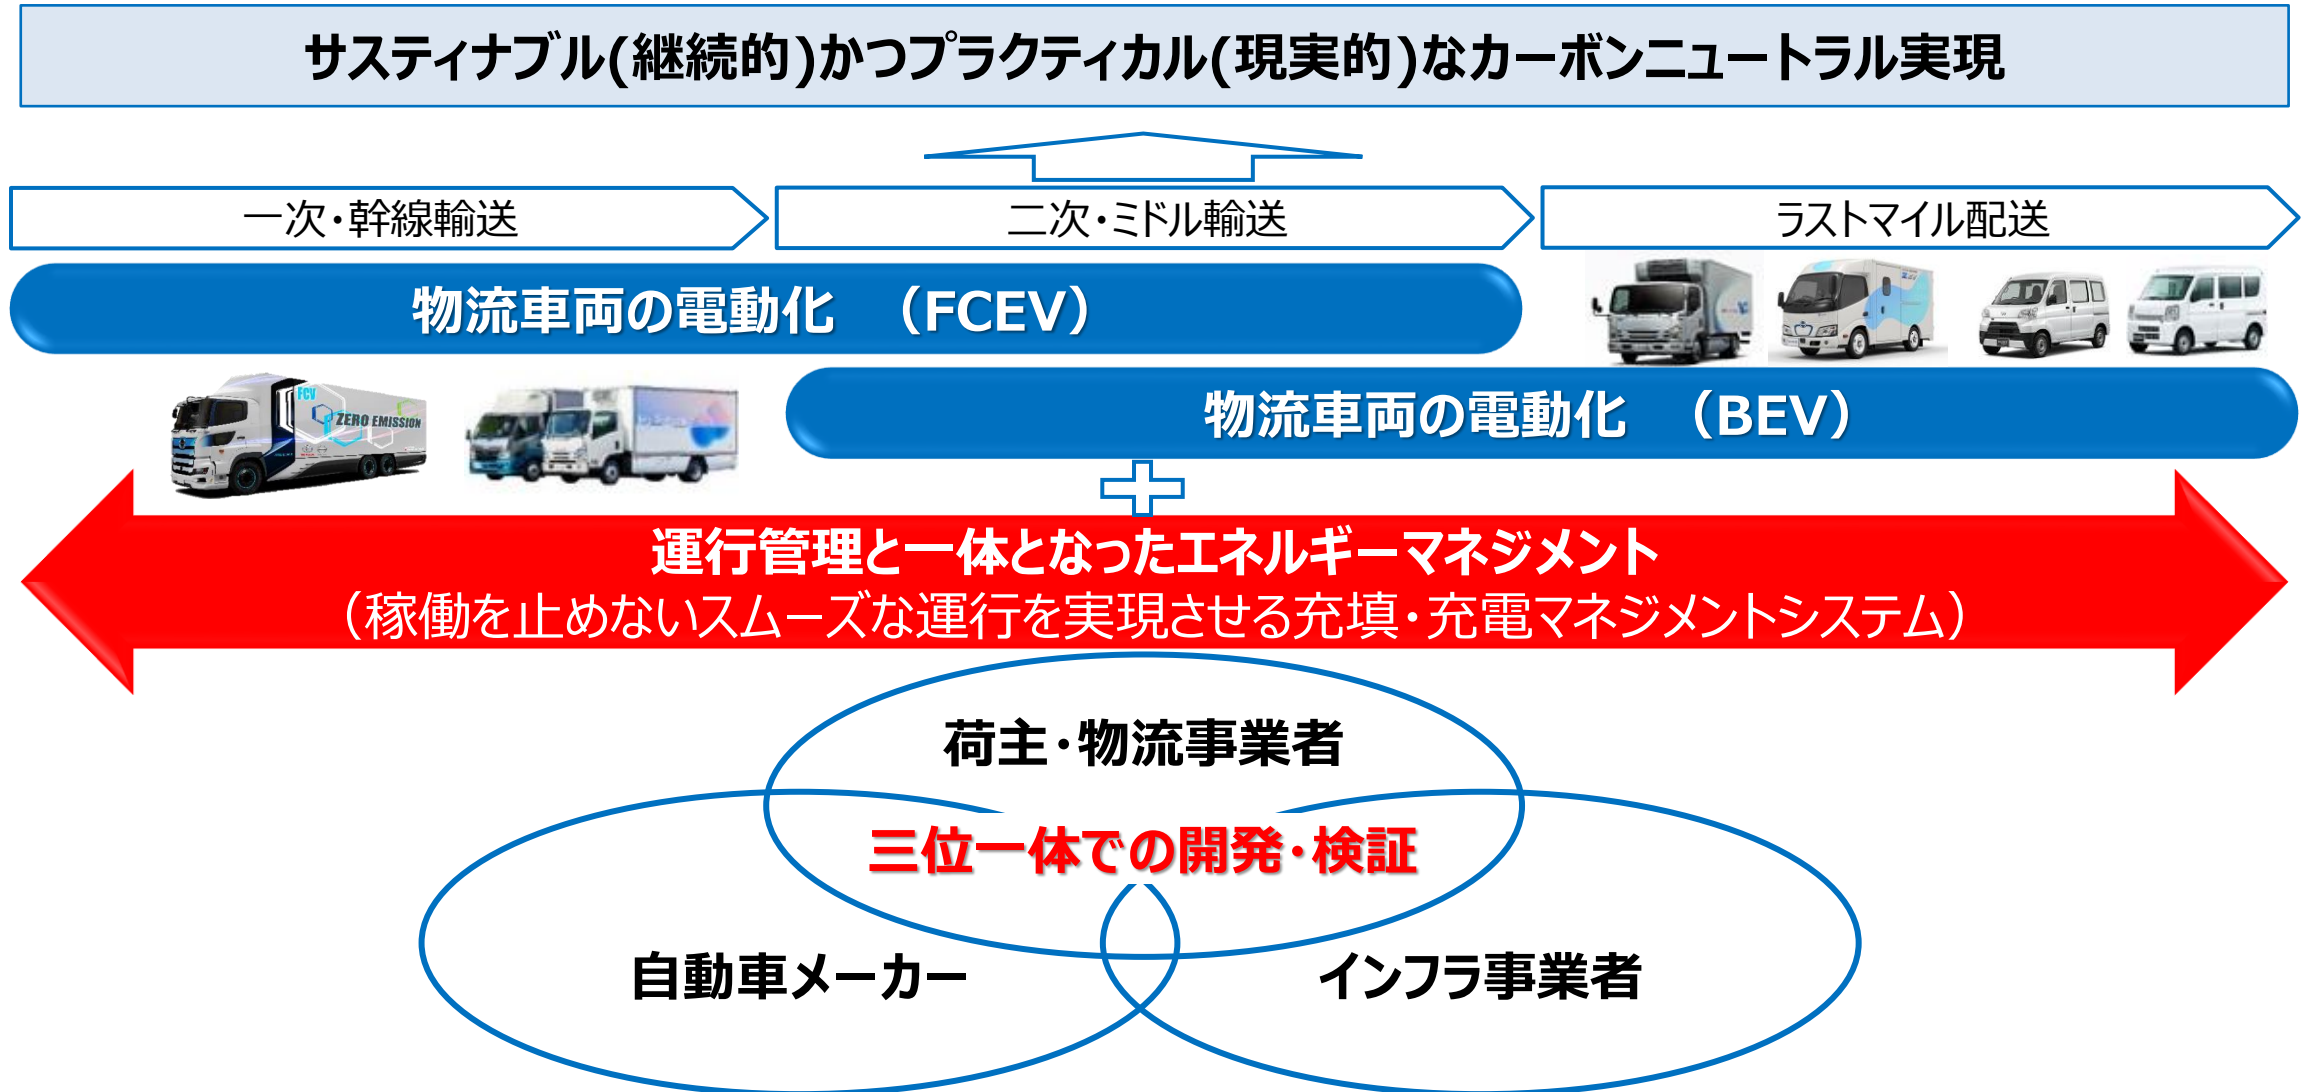 サスティナブル(継続的)かつプラクティカル(現実的)なカーボンニュートラル実現
一次・幹線輸送
二次・ミドル輸送
ラストマイル配送
物流車両の電動化　（FCEV）
物流車両の電動化　（BEV）
FCV
ZERO EMISSION
運行管理と一体となったエネルギーマネジメント
（稼働を止めないスムーズな運行を実現させる充填・充電マネジメントシステム）
荷主・物流事業者
三位一体での開発・検証
自動車メーカー
インフラ事業者